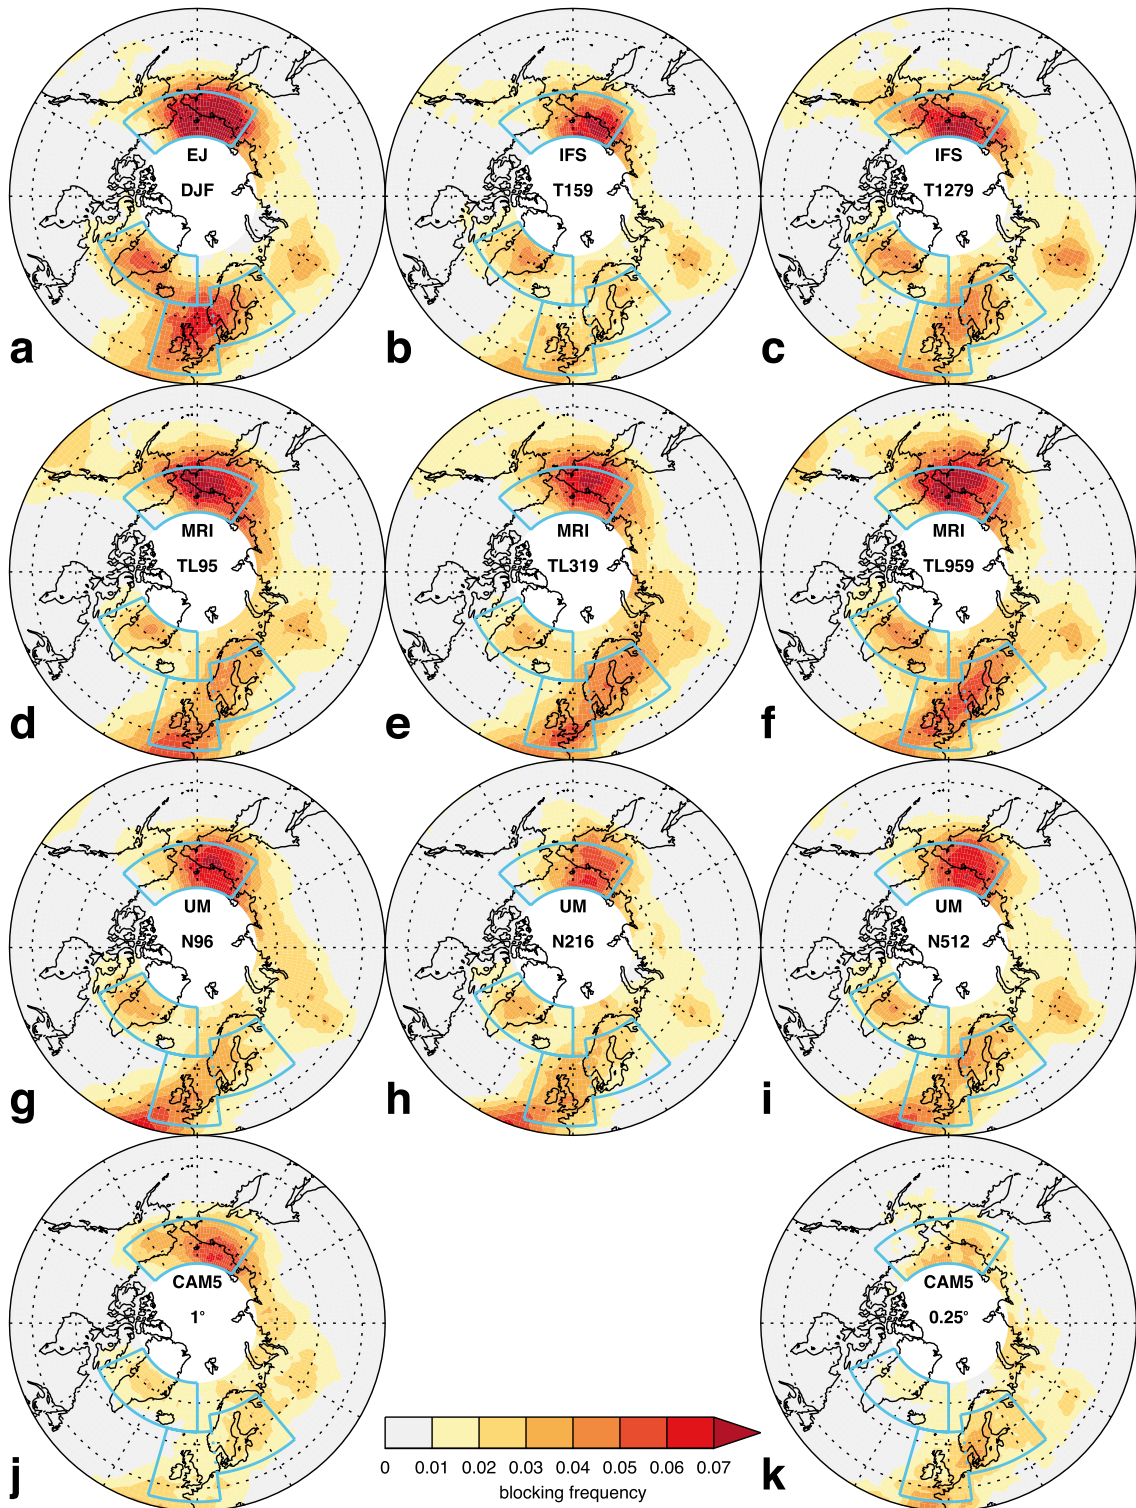 EJ
DJF
a
IFS
T159
b
IFS
T1279
c
MRI
TL95
d
MRI
TL319
e
MRI
TL959
f
UM
N96
g
UM
N216
h
UM
N512
i
CAM5
1°
j
CAM5
0.25°
k
0 0.01 0.02 0.03 0.04 0.05 0.06 0.07
blocking frequency